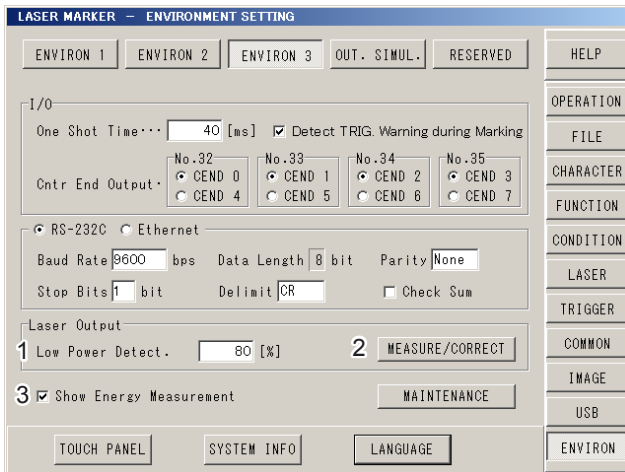 LASER MARKER – ENVIRONMENT SETTING
ENVIRON 1 ENVIRON 2 ENVIRON 3 OUT. SIMUL. RESERVED HELP
I/O
One Shot Time··· 40 [ms] Detect TRIG. Warning during Marking
No.32 No.33 No.34 No.35
Cntr End Output· CEND 0 CEND 1 CEND 2 CEND 3
CEND 4 CEND 5 CEND 6 CEND 7
RS-232C Ethernet
Baud Rate 9600 bps Data Length 8 bit Parity None
Stop Bits 1 bit Delimit CR Check Sum
Laser Output
1 Low Power Detect. 80 [%] 2 MEASURE/CORRECT
3 Show Energy Measurement MAINTENANCE
TOUCH PANEL SYSTEM INFO LANGUAGE
OPERATION
FILE
CHARACTER
FUNCTION
CONDITION
LASER
TRIGGER
COMMON
IMAGE
USB
ENVIRON